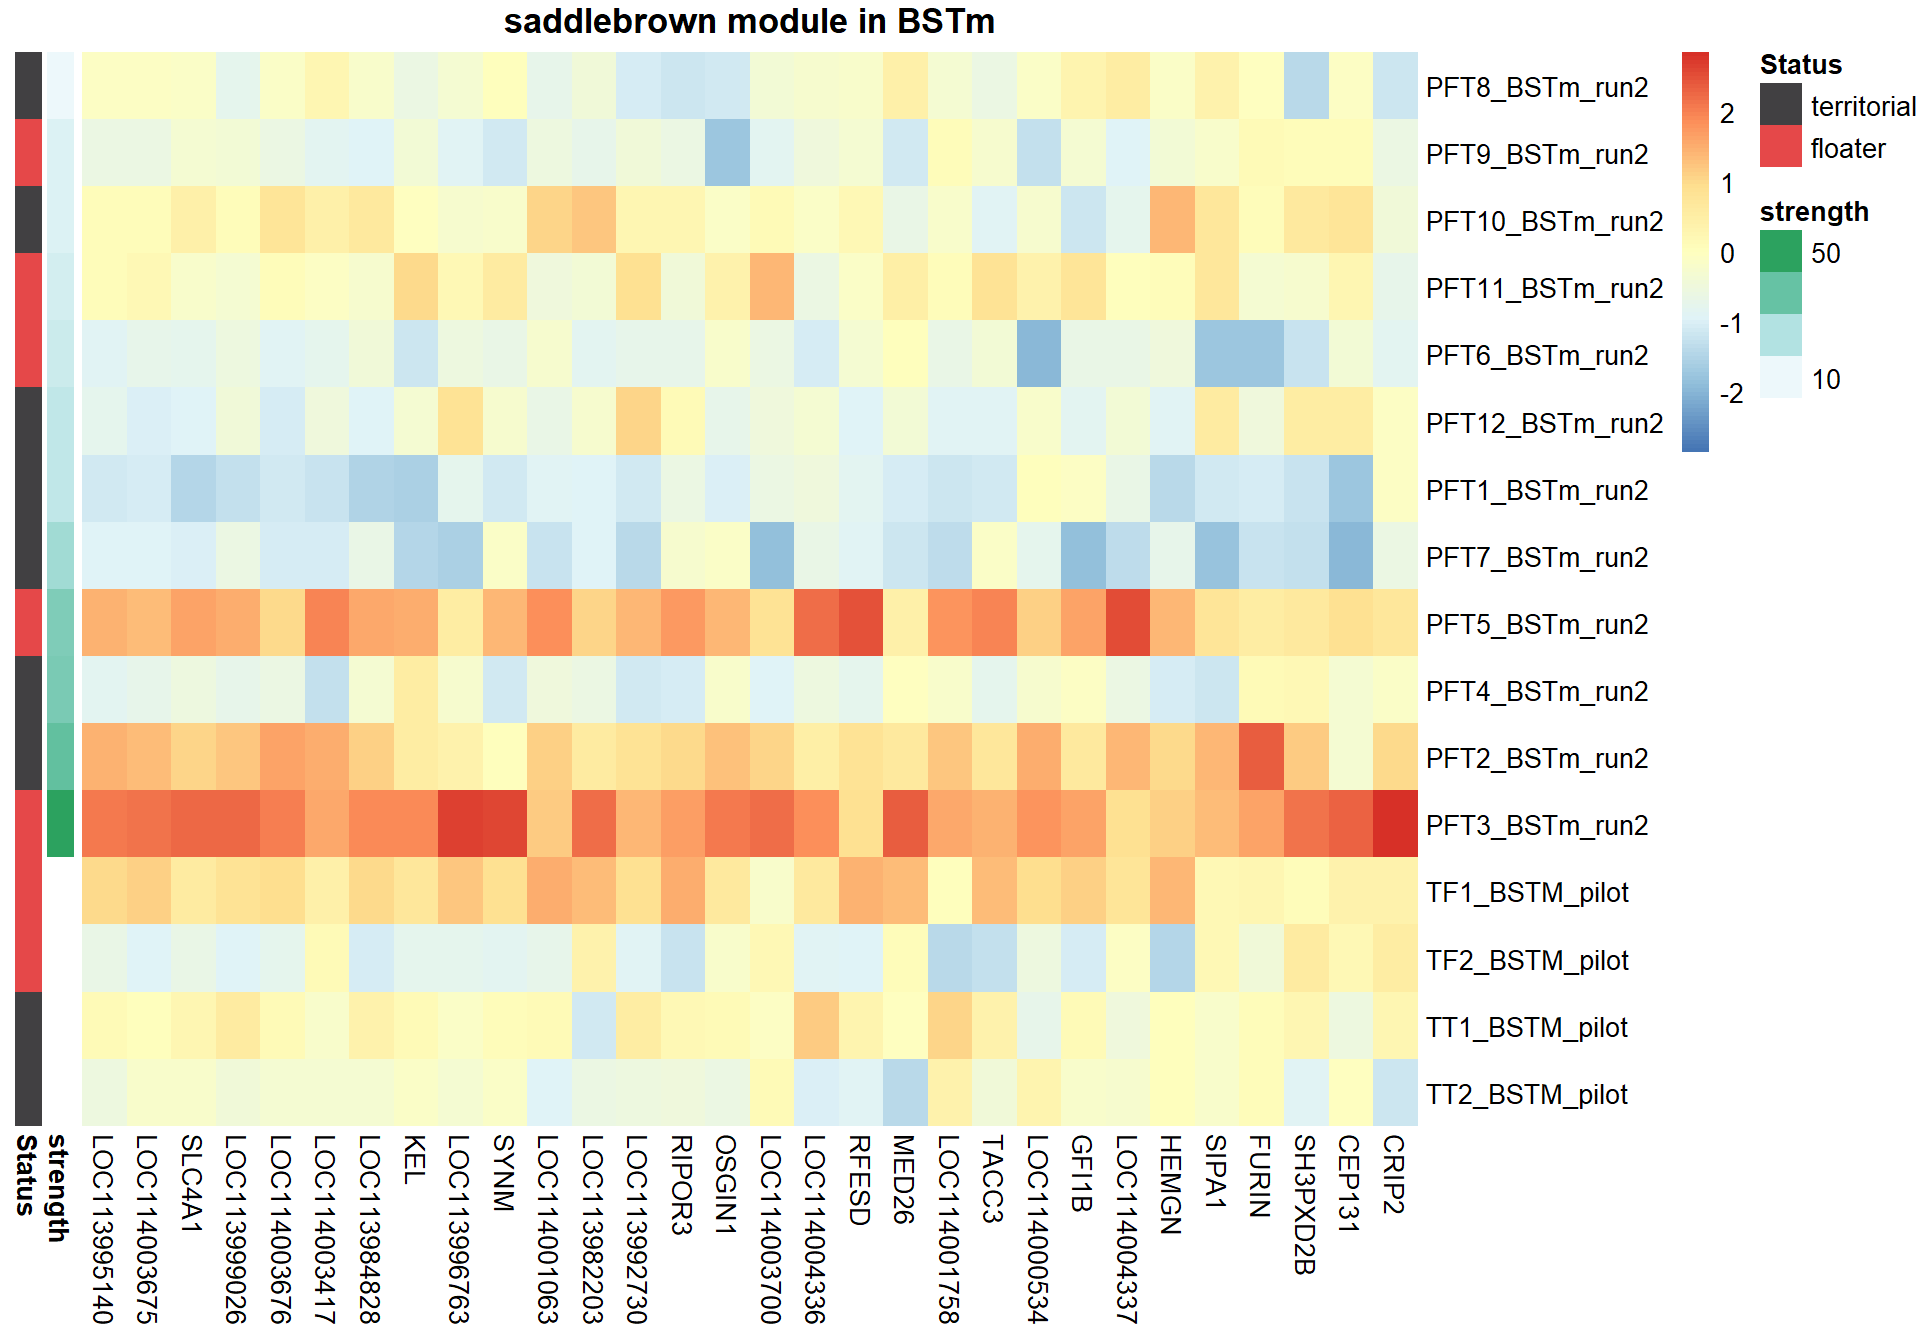 saddlebrown module in BSTm
PFT8_BSTm_run2
PFT9_BSTm_run2
PFT10_BSTm_run2
PFT11_BSTm_run2
PFT6_BSTm_run2
PFT12_BSTm_run2
PFT1_BSTm_run2
PFT7_BSTm_run2
PFT5_BSTm_run2
PFT4_BSTm_run2
PFT2_BSTm_run2
PFT3_BSTm_run2
TF1_BSTM_pilot
TF2_BSTM_pilot
TT1_BSTM_pilot
TT2_BSTM_pilot
2
1
0
-1
-2
Status
territorial
floater
strength
50
10
Status
strength
LOC113995140
LOC114003675
SLC4A1
LOC113999026
LOC114003676
LOC114003417
LOC113984828
KEL
LOC113996763
SYNM
LOC114001063
LOC113982203
LOC113992730
RIPOR3
OSGIN1
LOC114003700
LOC114004336
RFESD
MED26
LOC114001758
TACC3
LOC114000534
GFI1B
LOC114004337
HEMGN
SIPA1
FURIN
SH3PXD2B
CEP131
CRIP2